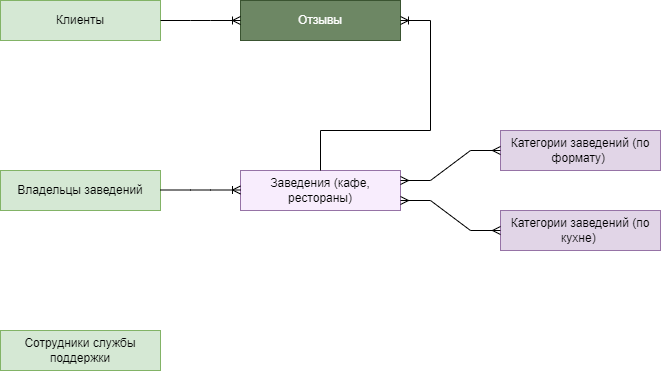 Клиенты
Отзывы
Владельцы заведений
Заведения (кафе,
рестораны)
Категории заведений (по
формату)
Категории заведений (по
кухне)
Сотрудники службы
поддержки